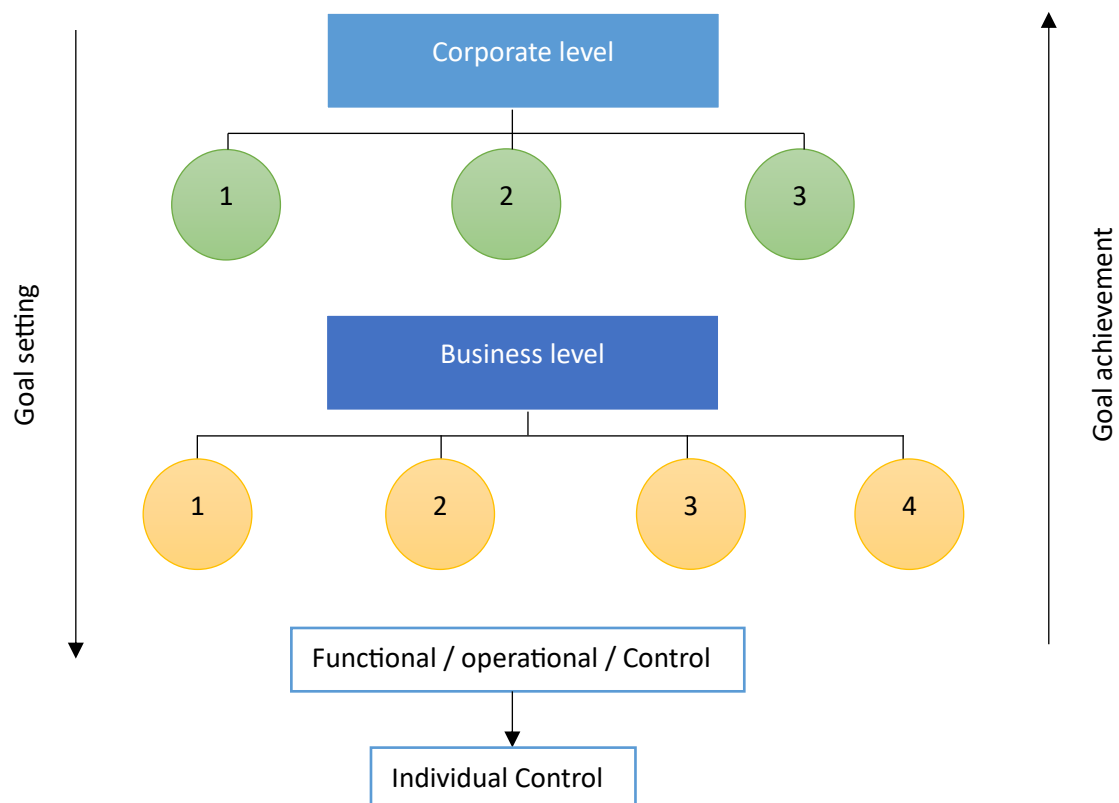 Corporate level
1
2
3
Goal setting
Goal achievement
Business level
1
2
3
4
Functional / operational / Control
Individual Control